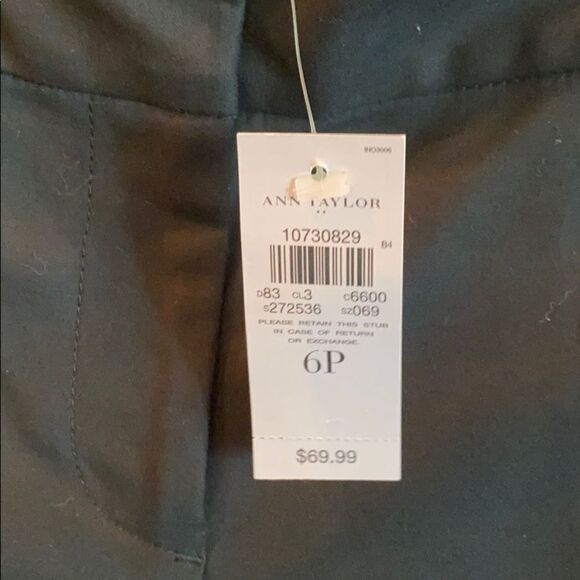 ANN TAYLOR
10730829
B4
D83 CL3 C6600
S272536 SZ069
PLEASE RETAIN THIS STUB
IN CASE OF RETURN
OR EXCHANGE.
6P
$69.99